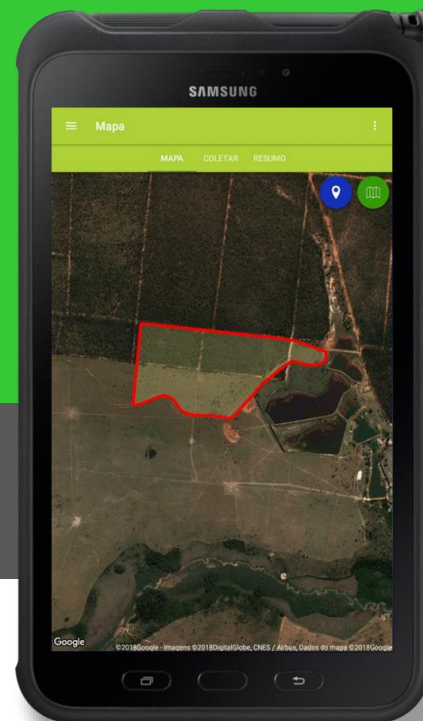 SAMSUNG
Mapa
MAPA COLETAR RESUMO
Google
©2018Google - Imagens ©2018DigitalGlobe, CNES / Airbus, Dados do mapa ©2018Google